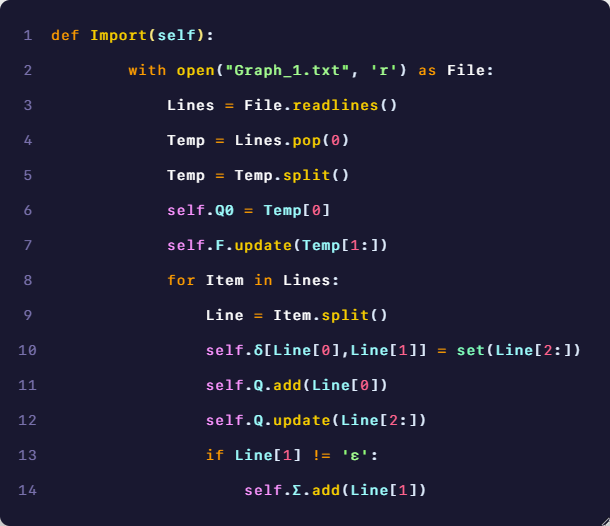 1 def Import(self):
2 with open("Graph_1.txt", 'r') as File:
3 Lines = File.readlines()
4 Temp = Lines.pop(0)
5 Temp = Temp.split()
6 self.Q0 = Temp[0]
7 self.F.update(Temp[1:])
8 for Item in Lines:
9 Line = Item.split()
10 self.δ[Line[0],Line[1]] = set(Line[2:])
11 self.Q.add(Line[0])
12 self.Q.update(Line[2:])
13 if Line[1] != 'ε':
14 self.Σ.add(Line[1])